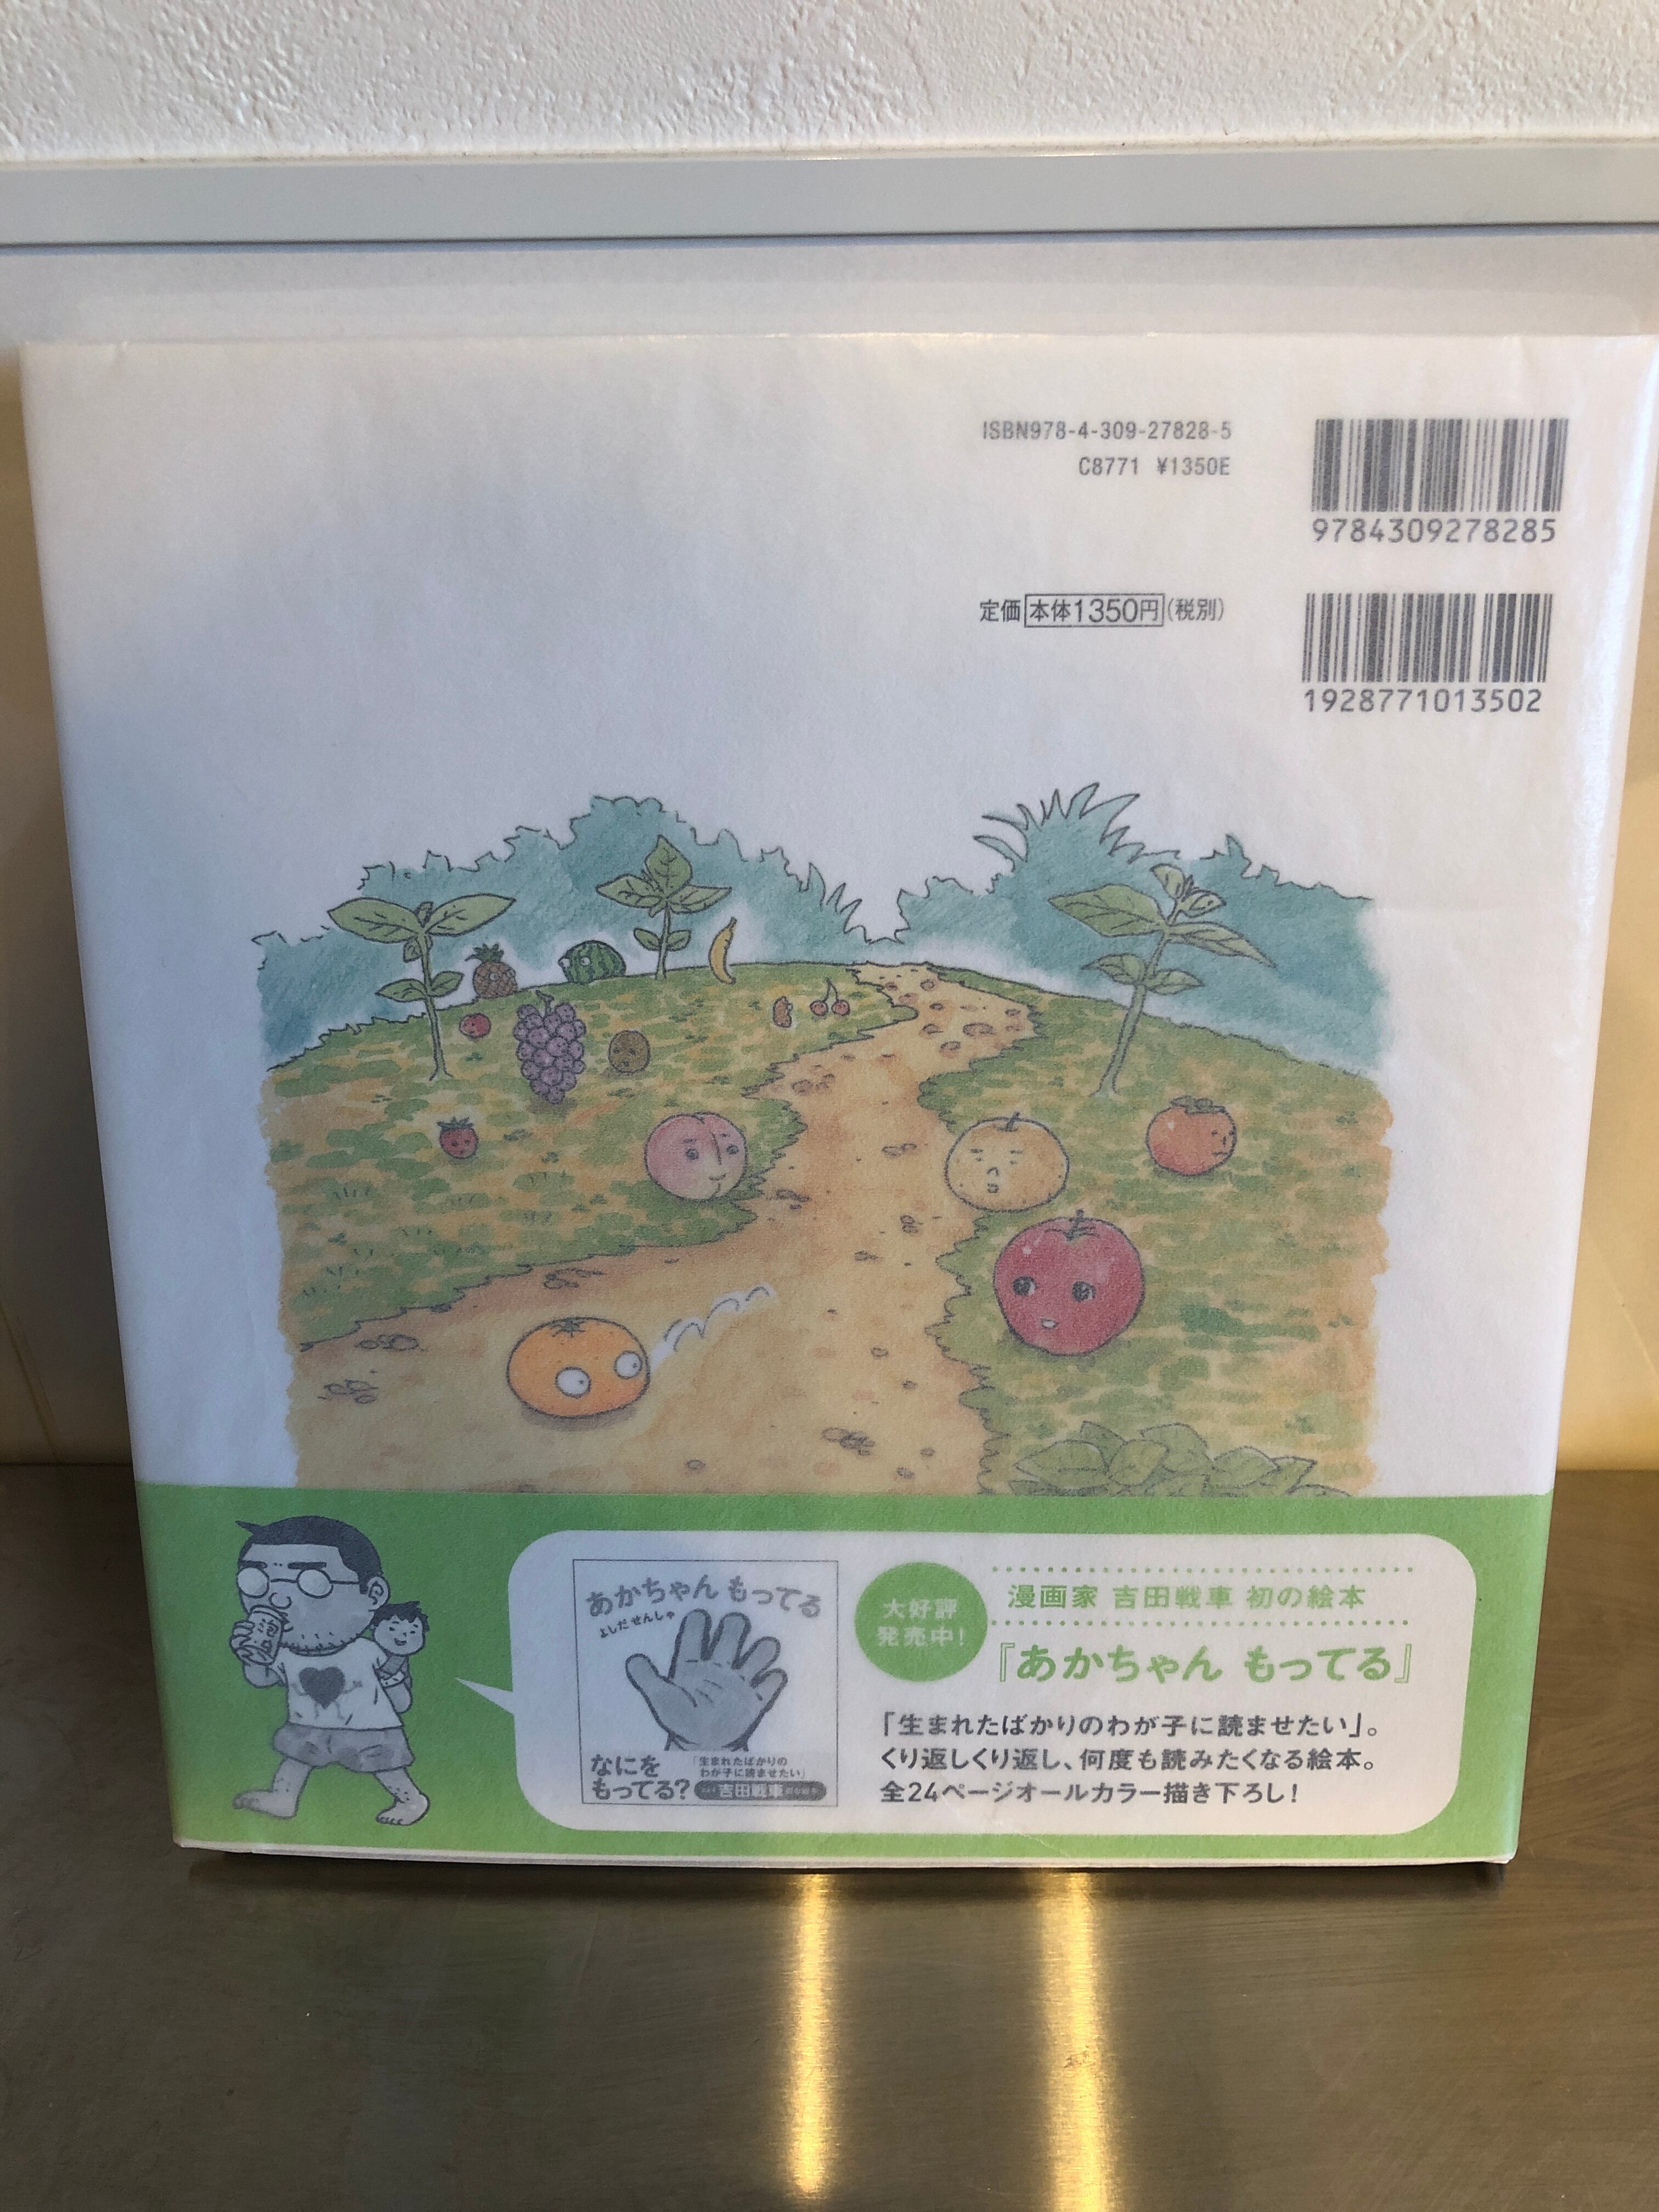 ISBN978-4-309-27828-5
C8771 ¥1350E
9784309278285
定価 本体1350円(税別)
1928771013502
あかちゃん もってる
よしだ せんしゃ
なにを
もってる?
「生まれたばかりの
わが子に読ませたい」
吉田戦車
大好評
発売中!
漫画家 吉田戦車 初の絵本
『あかちゃん もってる』
「生まれたばかりのわが子に読ませたい」。
くり返しくり返し、何度も読みたくなる絵本。
全24ページオールカラー描き下ろし!